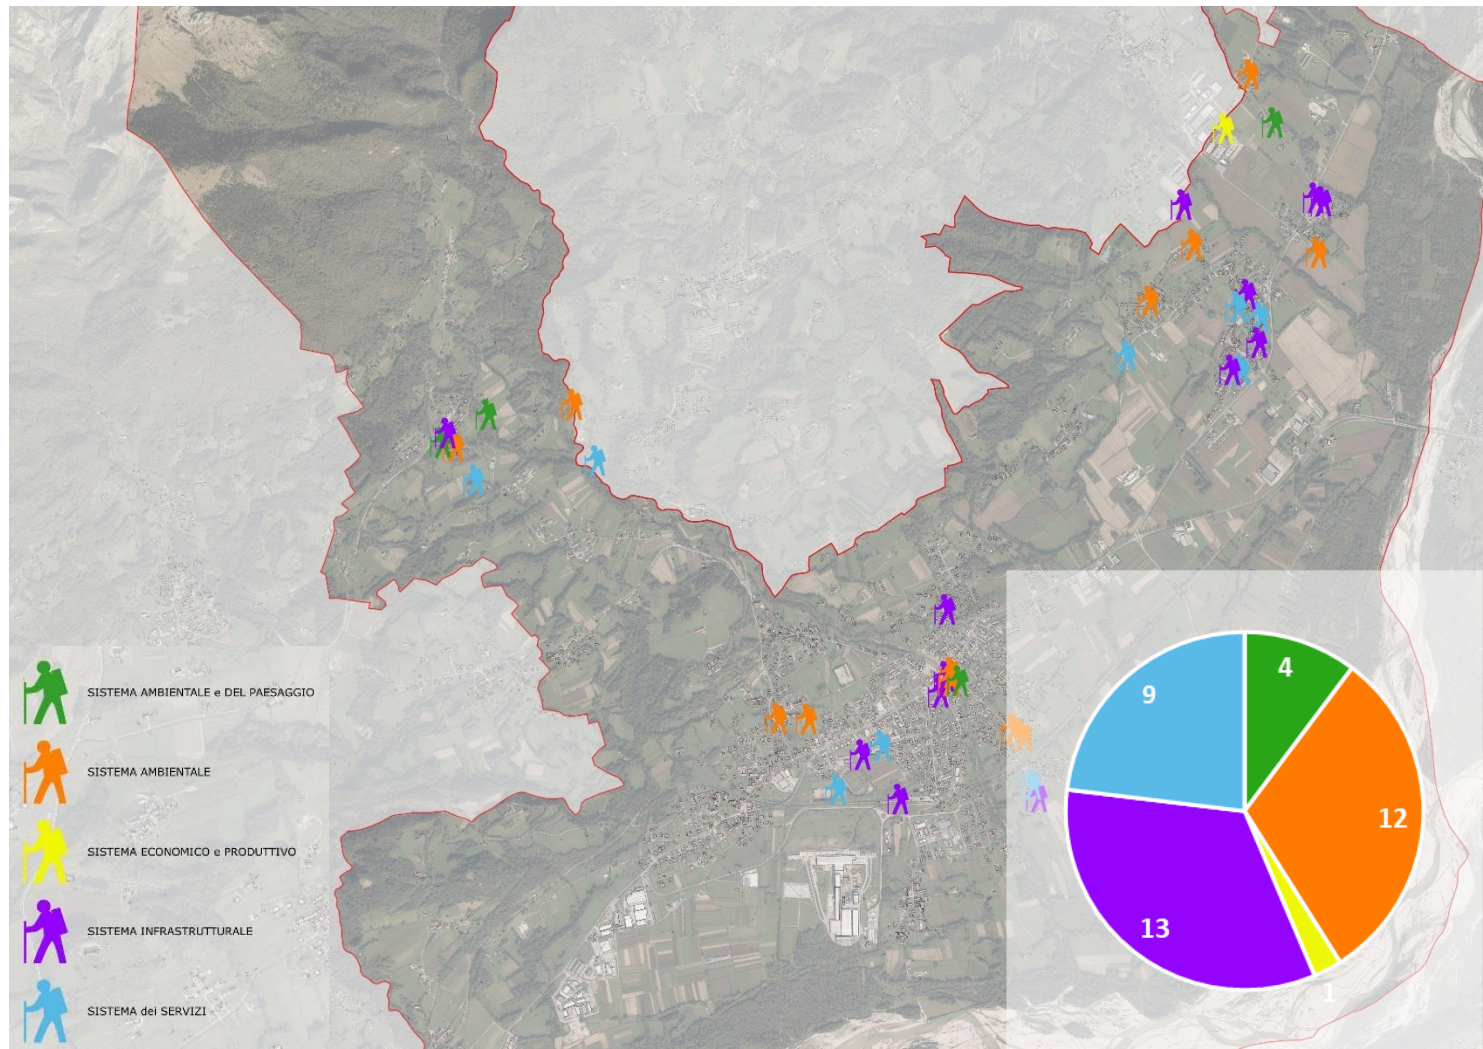 SISTEMA AMBIENTALE e DEL PAESAGGIO
SISTEMA AMBIENTALE
SISTEMA ECONOMICO e PRODUTTIVO
SISTEMA INFRASTRUTTURALE
SISTEMA dei SERVIZI
4
9
12
13
1